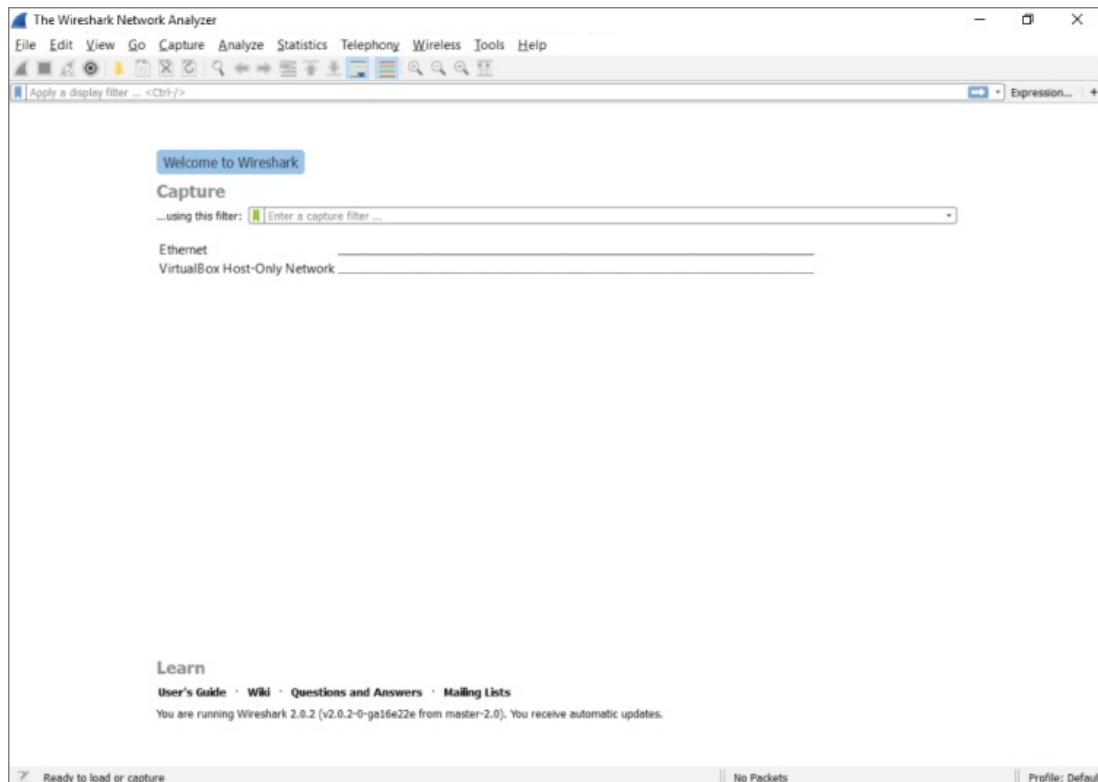 The Wireshark Network Analyzer
File Edit View Go Capture Analyze Statistics Telephony Wireless Tools Help
Apply a display filter ... <Ctrl-/> Expression... +
Welcome to Wireshark
Capture
...using this filter: Enter a capture filter ...
Ethernet
VirtualBox Host-Only Network
Learn
User's Guide · Wiki · Questions and Answers · Mailing Lists
You are running Wireshark 2.0.2 (v2.0.2-0-ga16e22e from master-2.0). You receive automatic updates.
Ready to load or capture No Packets Profile: Defaul